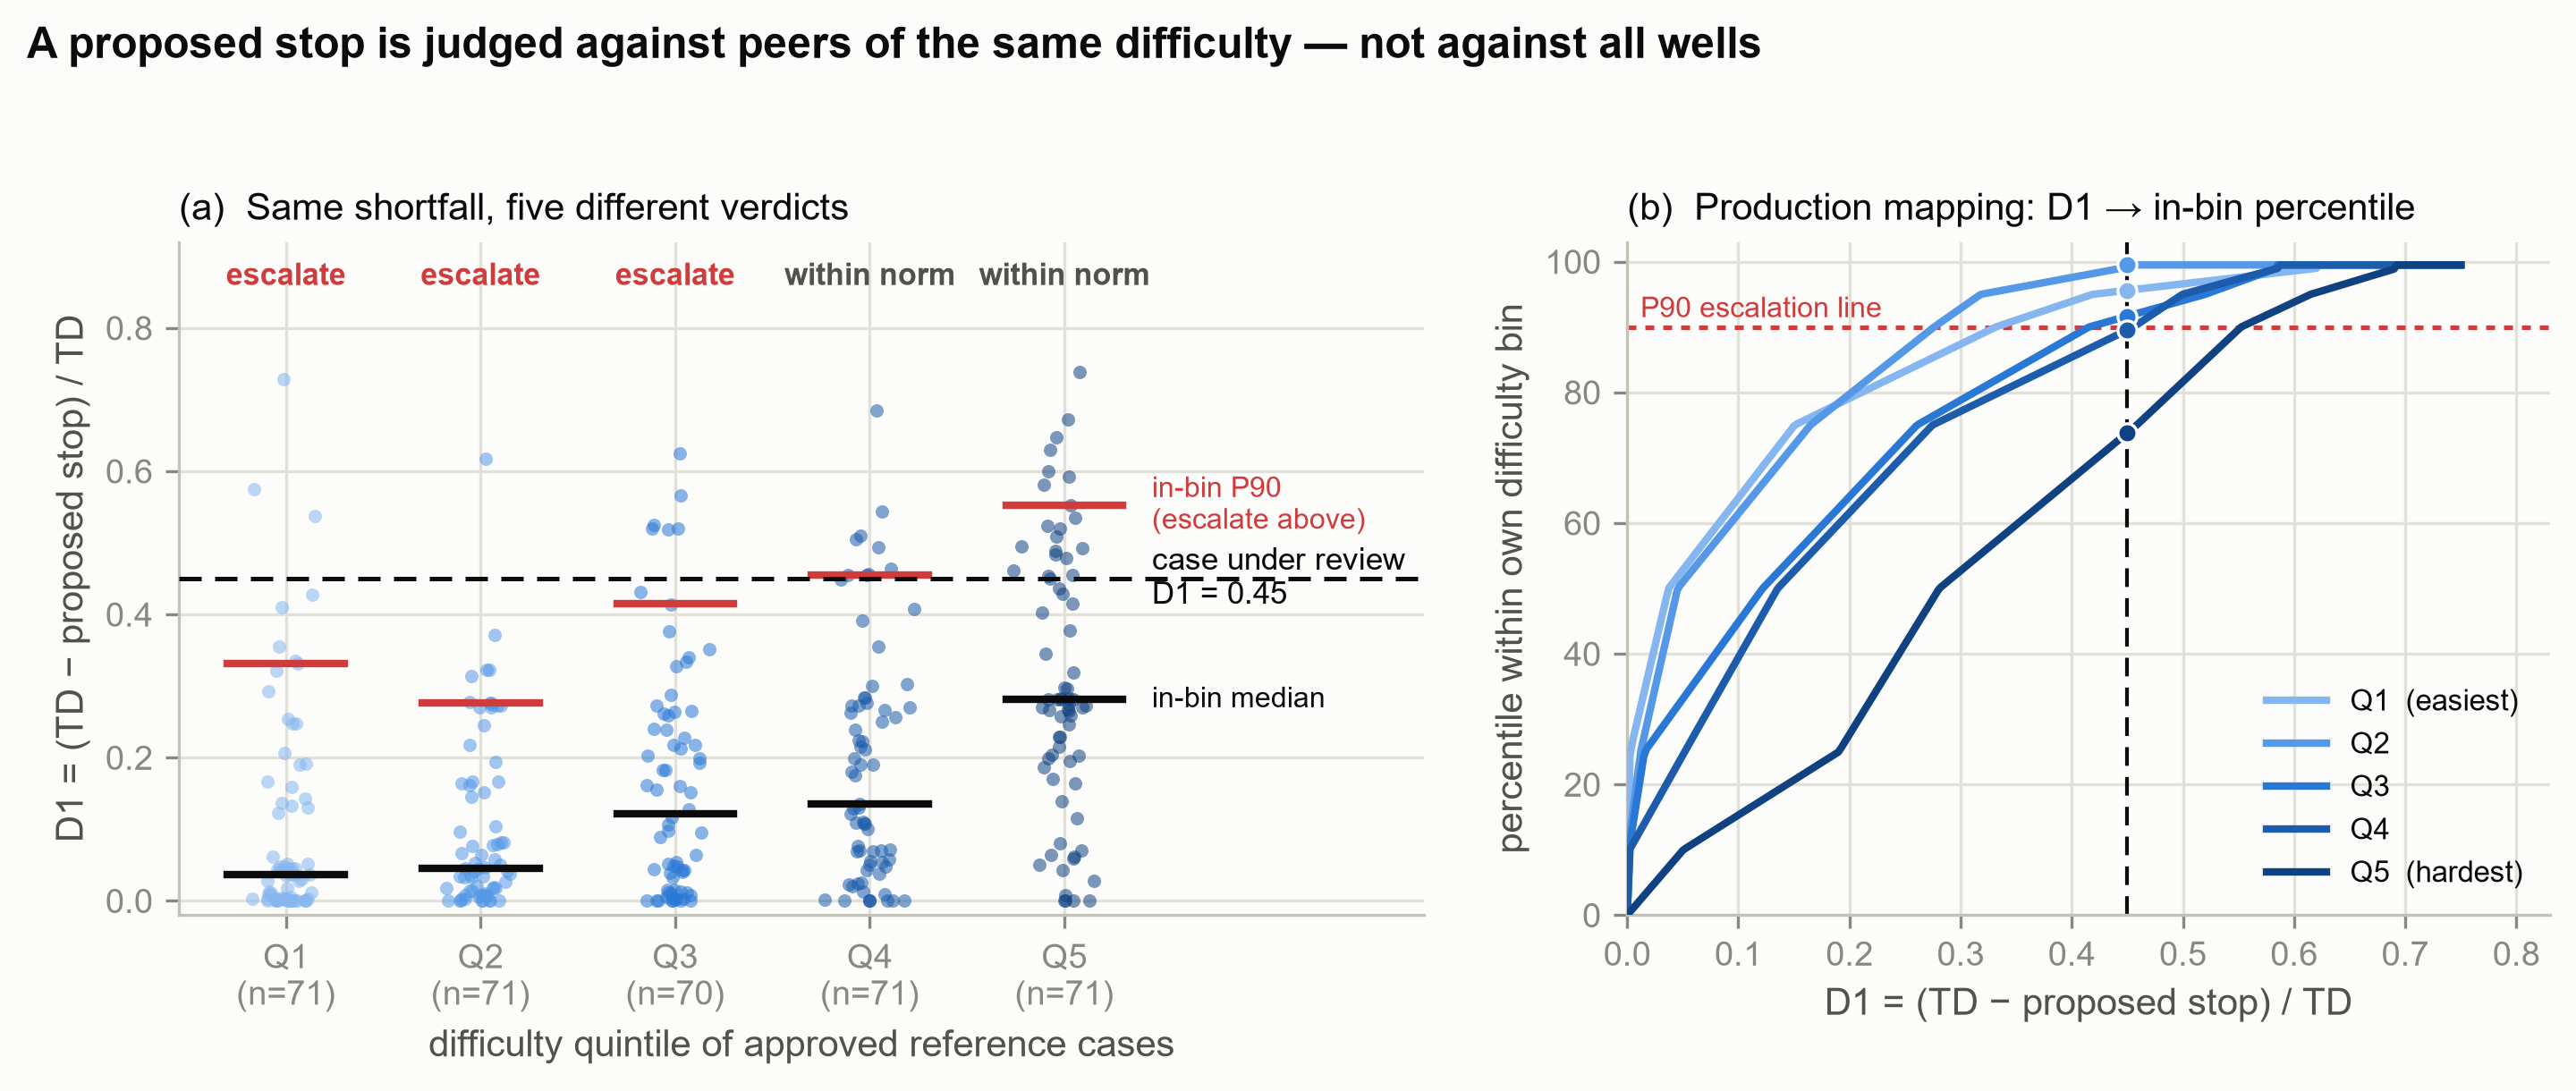 A proposed stop is judged against peers of the same difficulty — not against all wells
(a) Same shortfall, five different verdicts
escalate
escalate
escalate
within norm
within norm
D1 = (TD − proposed stop) / TD
0.8
0.6
0.4
0.2
0.0
in-bin P90
(escalate above)
case under review
D1 = 0.45
in-bin median
Q1
(n=71)
Q2
(n=71)
Q3
(n=70)
Q4
(n=71)
Q5
(n=71)
difficulty quintile of approved reference cases
(b) Production mapping: D1 → in-bin percentile
percentile within own difficulty bin
100
80
60
40
20
0
P90 escalation line
Q1 (easiest)
Q2
Q3
Q4
Q5 (hardest)
0.0
0.1
0.2
0.3
0.4
0.5
0.6
0.7
0.8
D1 = (TD − proposed stop) / TD